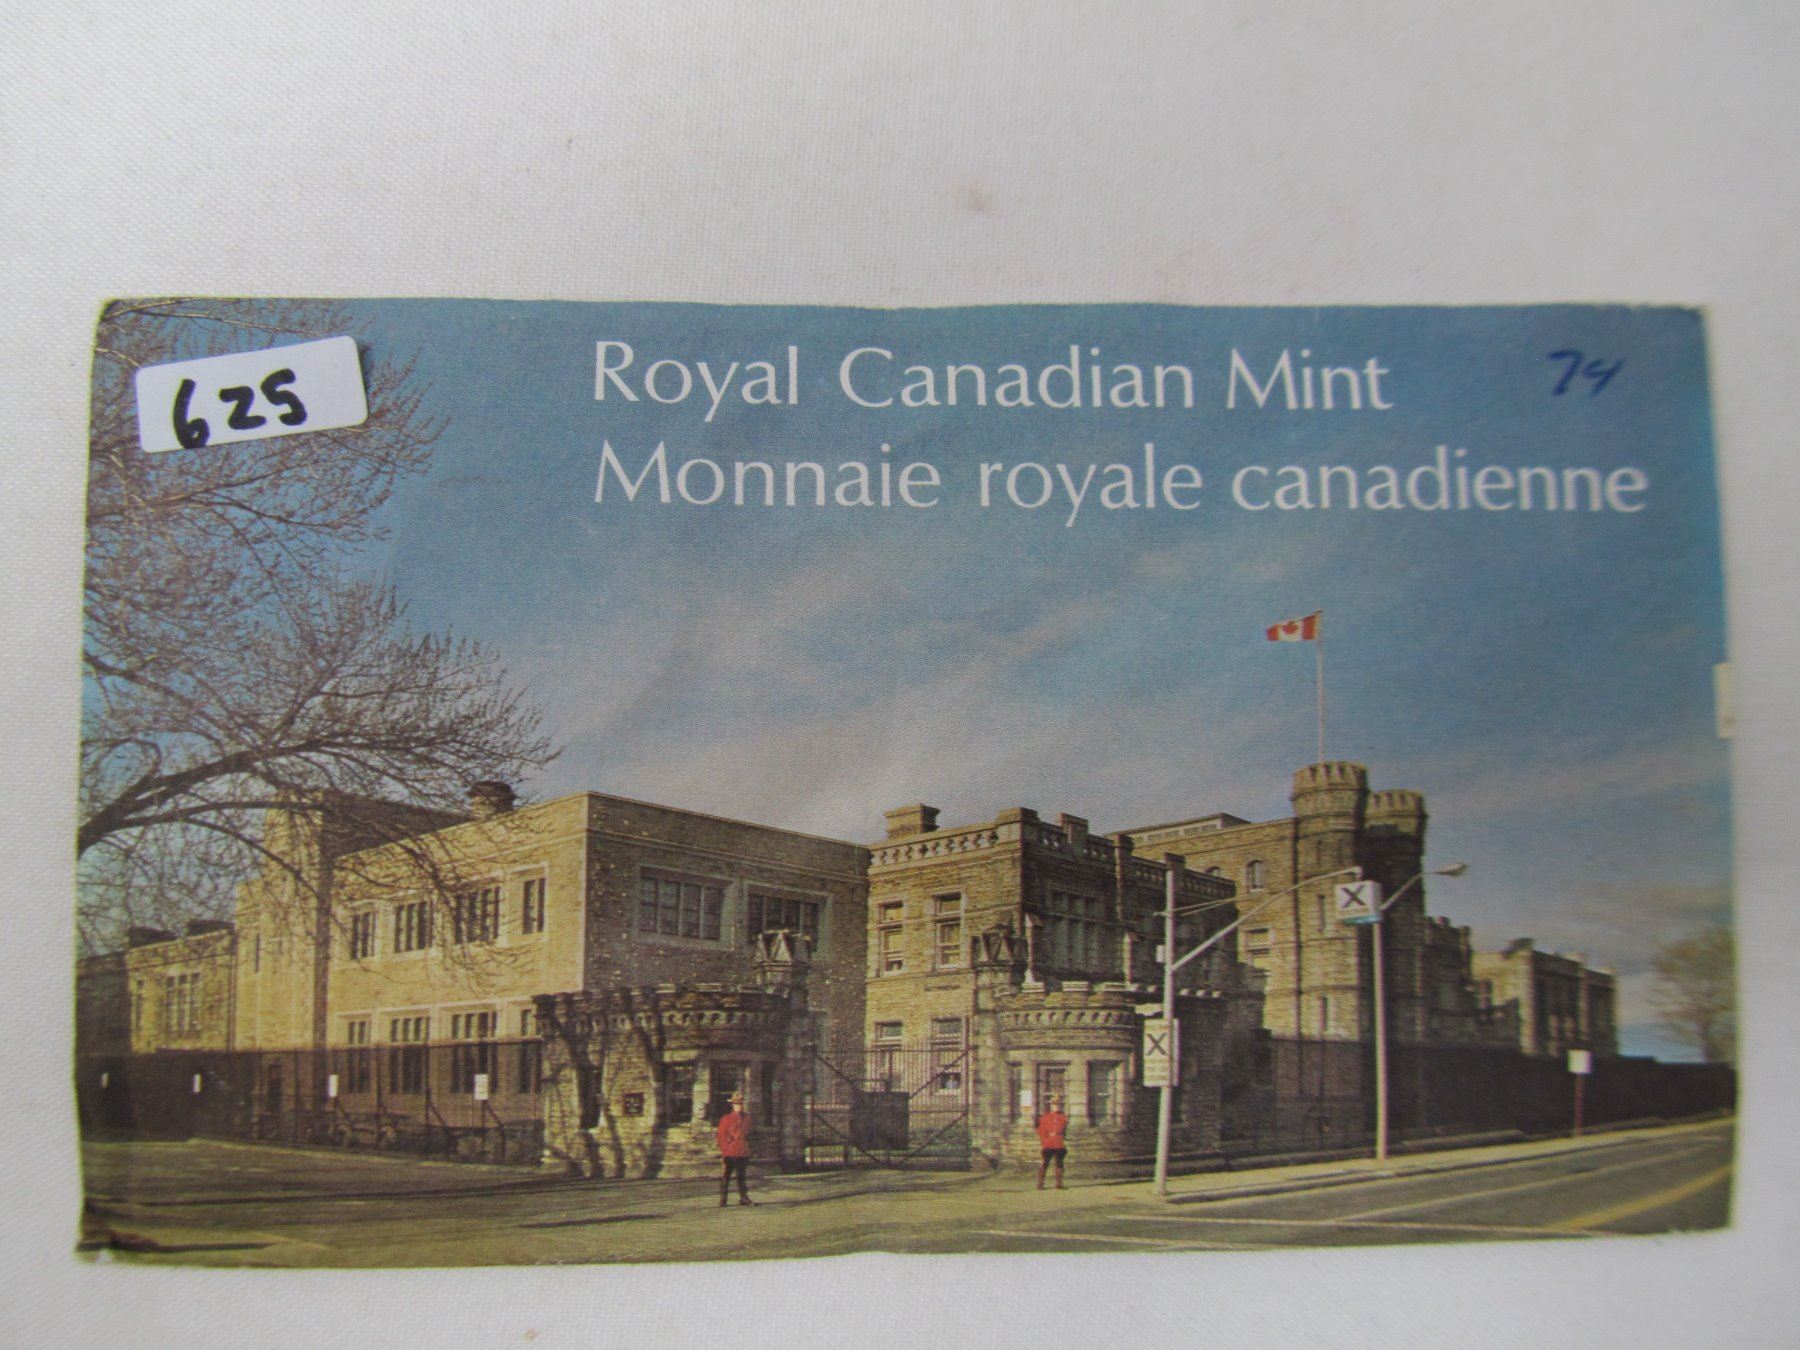 625
Royal Canadian Mint
74
Monnaie royale canadienne
X
X